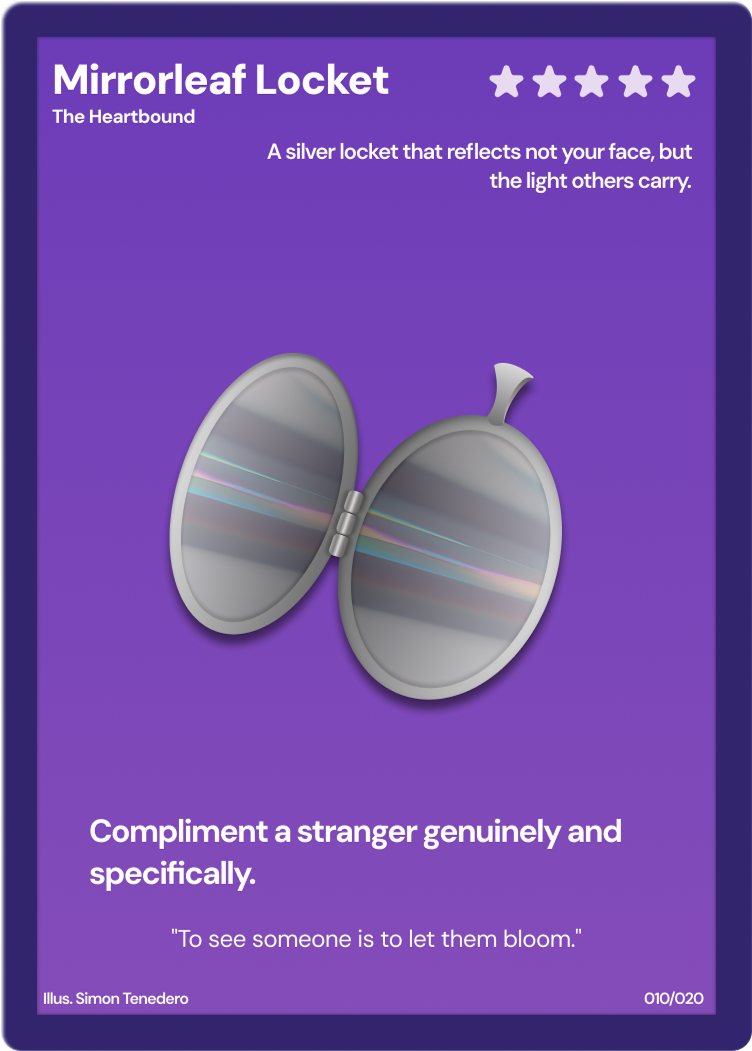 Mirrorleaf Locket
The Heartbound
A silver locket that reflects not your face, but
the light others carry.
Compliment a stranger genuinely and
specifically.
"To see someone is to let them bloom."
Illus. Simon Tenedero
010/020